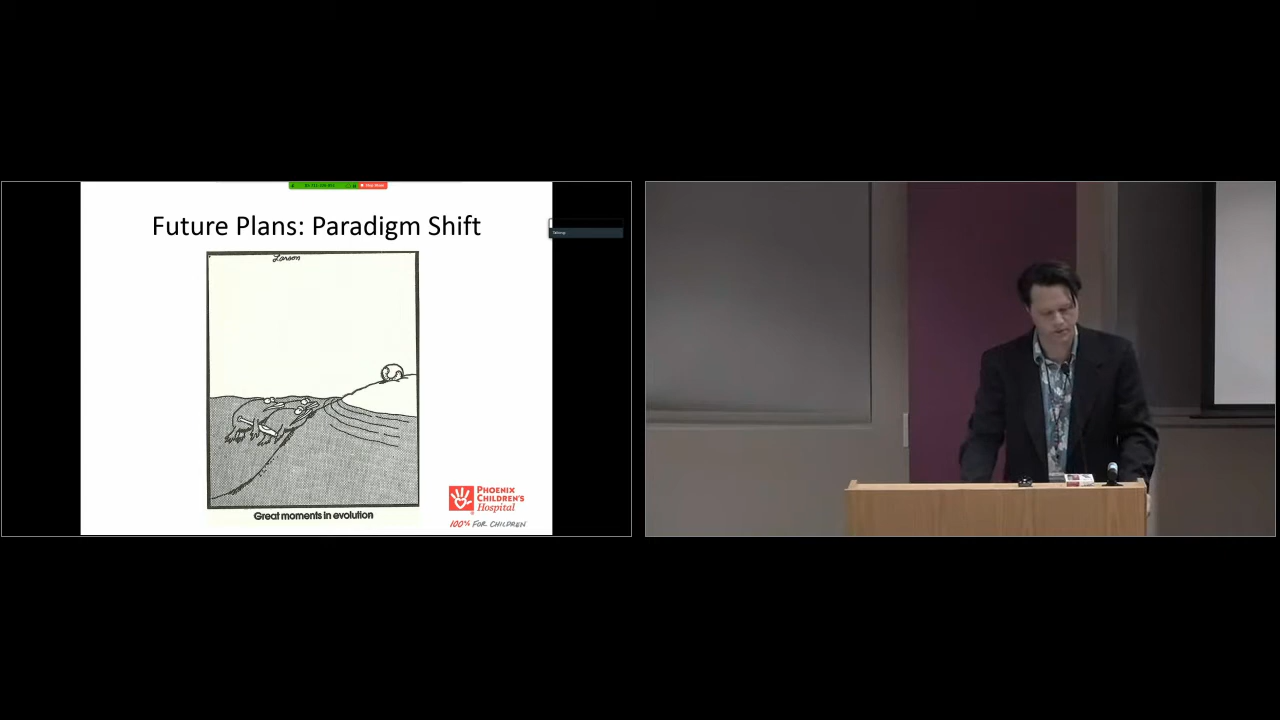 Future Plans: Paradigm Shift
Larson
Great moments in evolution
PHOENIX
CHILDREN'S
Hospital
100% FOR CHILDREN